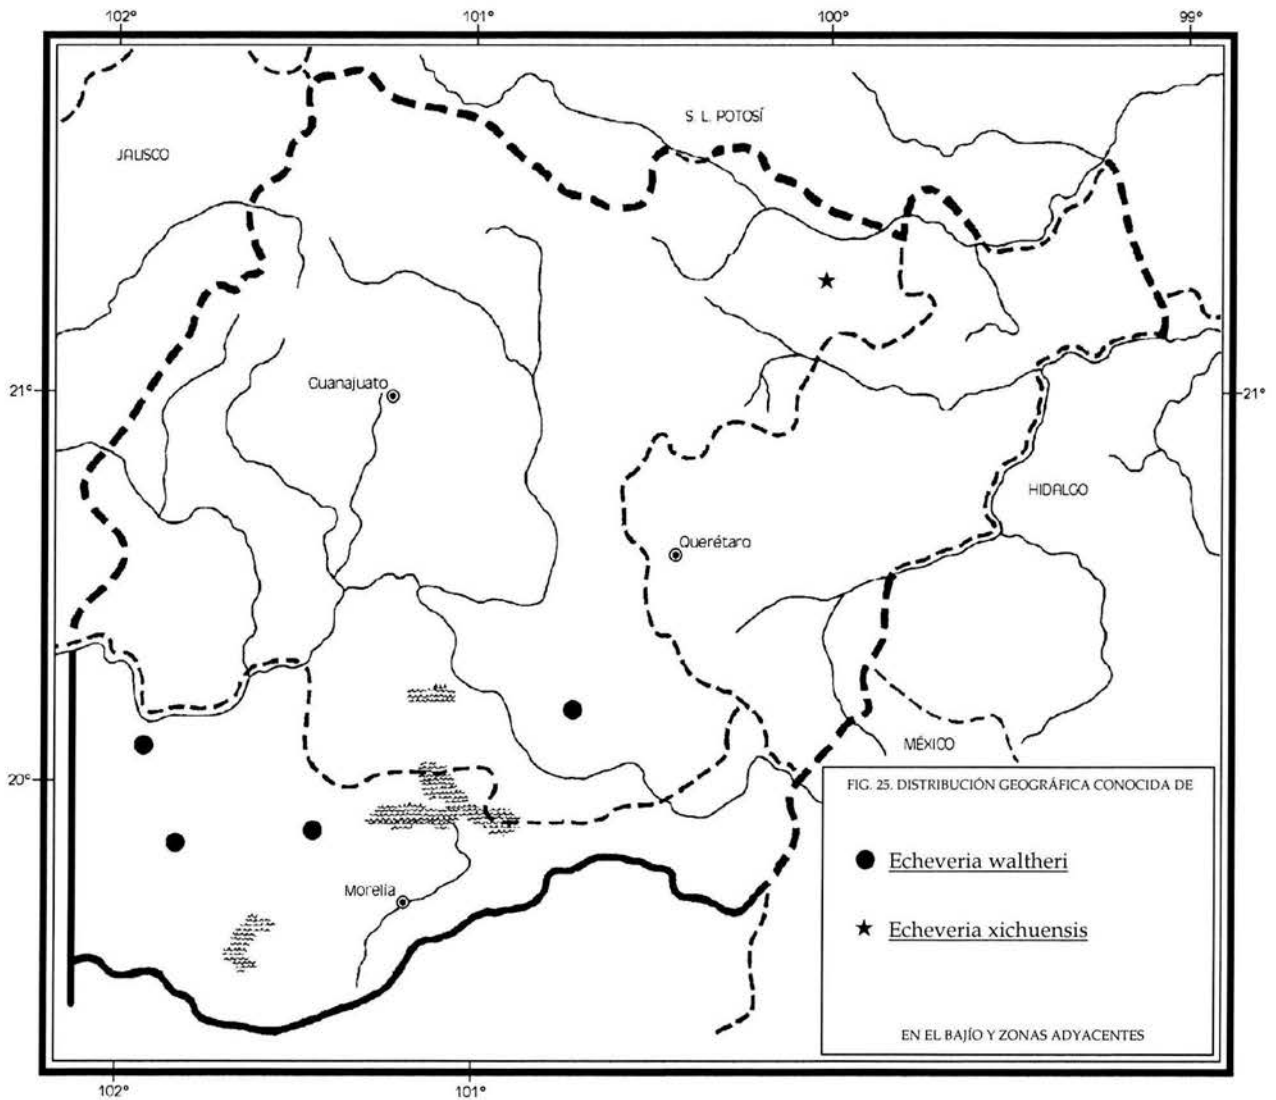 102°
101°
100°
99°
S. L. POTOSÍ
JALISCO
21°
Guanajuato
21°
HIDALGO
Querétaro
MÉXICO
20°
FIG. 25. DISTRIBUCIÓN GEOGRÁFICA CONOCIDA DE
Echeveria waltheri
Morelia
Echeveria xichuensis
EN EL BAJÍO Y ZONAS ADYACENTES
102°
101°